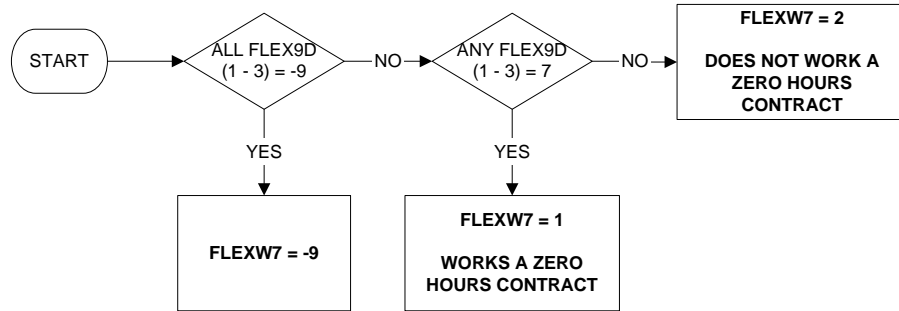 START
ALL FLEX9D
(1 - 3) = -9
NO
ANY FLEX9D
(1 - 3) = 7
NO
FLEXW7 = 2
DOES NOT WORK A
ZERO HOURS
CONTRACT
YES
YES
FLEXW7 = -9
FLEXW7 = 1
WORKS A ZERO
HOURS CONTRACT